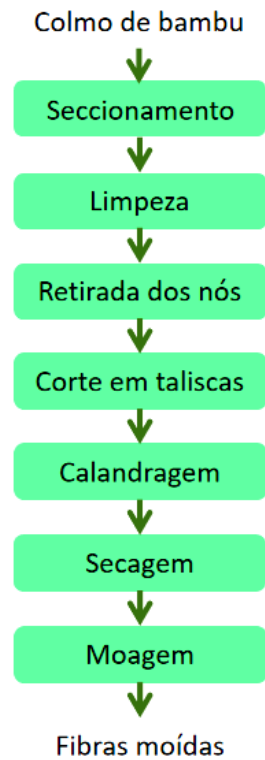 Colmo de bambu
Seccionamento
Limpeza
Retirada dos nós
Corte em taliscas
Calandragem
Secagem
Moagem
Fibras moídas